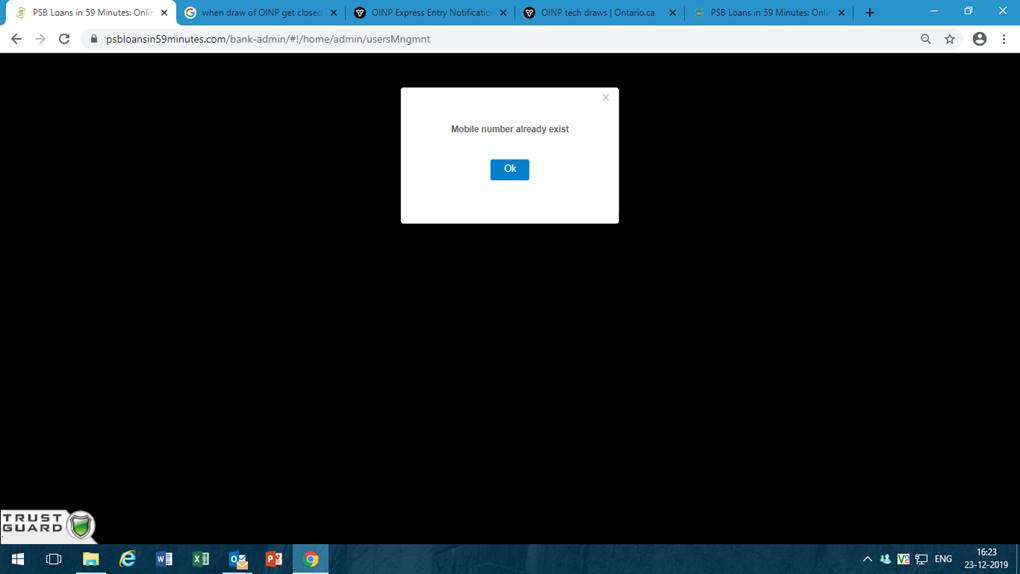 PSB Loans in 59 Minutes: Onlin
when draw of OINP get closed
OINP Express Entry Notificatio
OINP tech draws | Ontario.ca
PSB Loans in 59 Minutes: Onlin
psbloansin59minutes.com/bank-admin/#!/home/admin/usersMngmnt
X
Mobile number already exist
Ok
TRUST
GUARD
ENG
16:23
23-12-2019